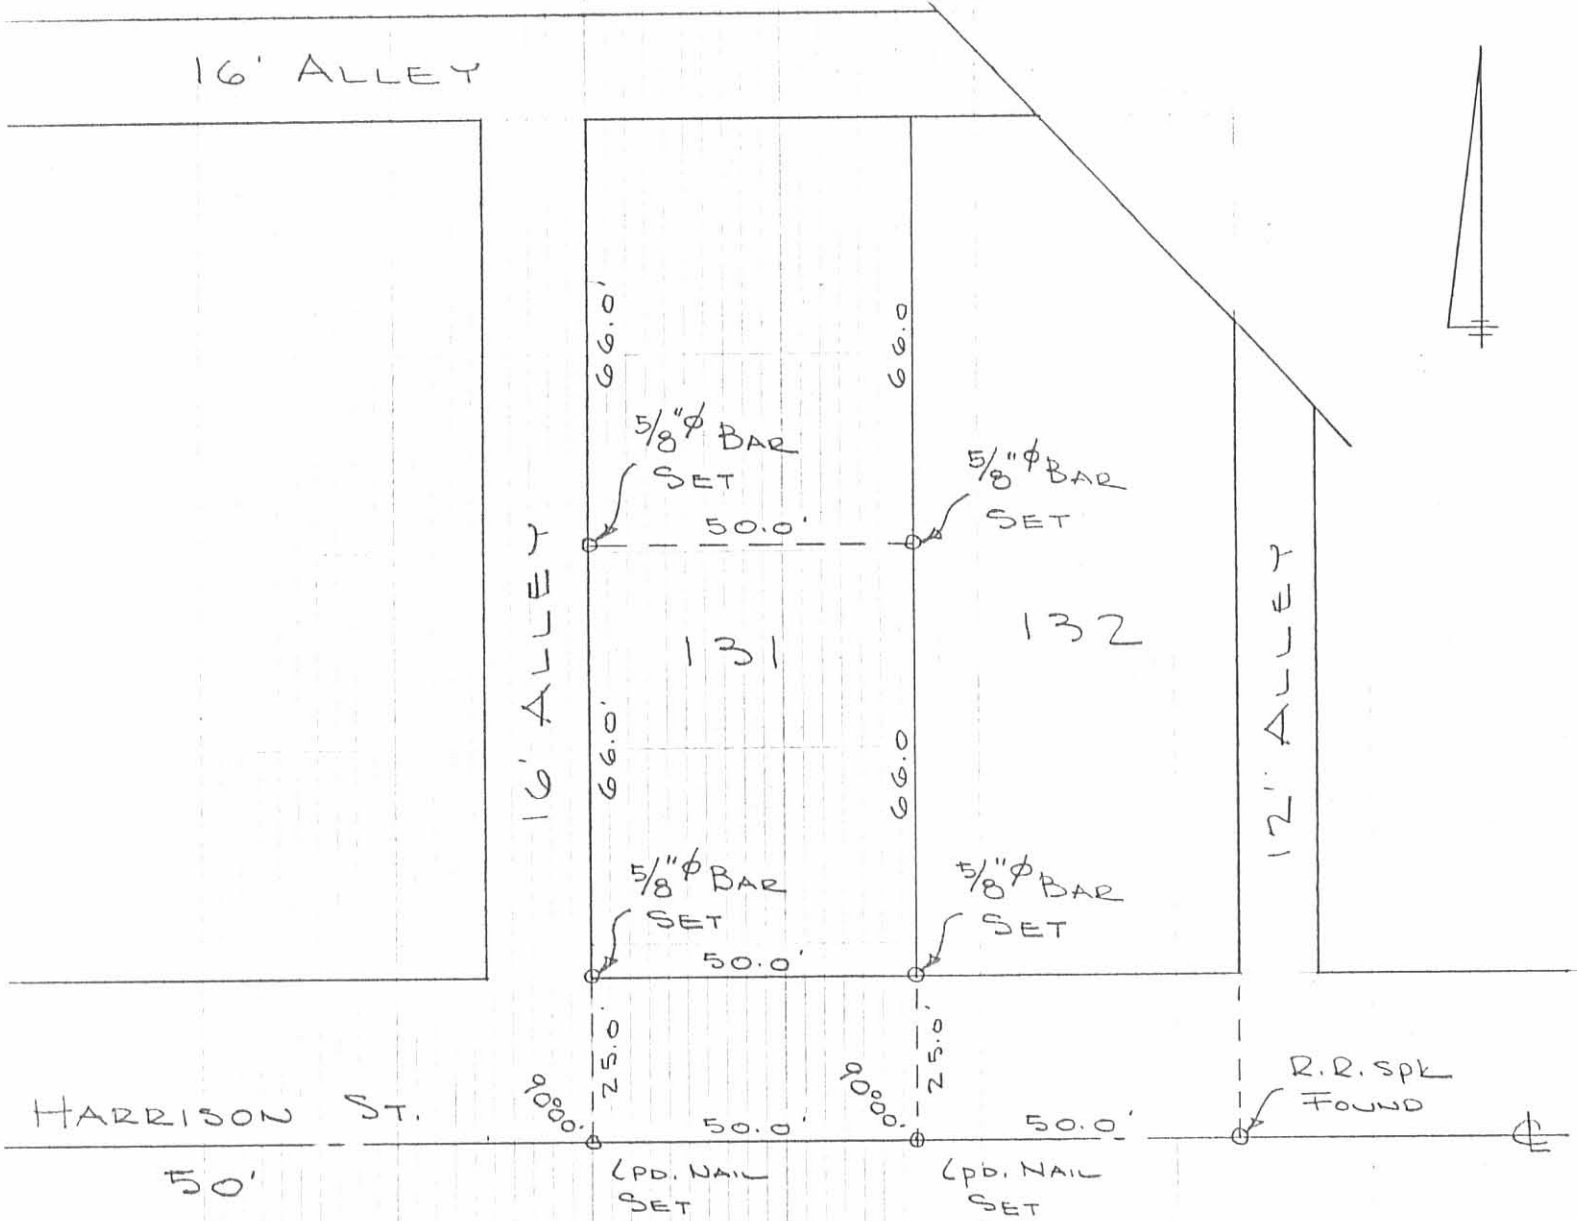 16' ALLEY
66.0'
66.0
5/8"ϕ BAR
SET
5/8"ϕ BAR
SET
50.0'
16' ALLEY
131
132
12' ALLEY
66.0'
66.0
5/8"ϕ BAR
SET
5/8"ϕ BAR
SET
50.0'
25.0'
25.0'
90°00'
90°00'
R.R. SPK
FOUND
HARRISON ST.
50.0'
50.0'
℄
50'
6PD. NAIL
SET
6PD. NAIL
SET